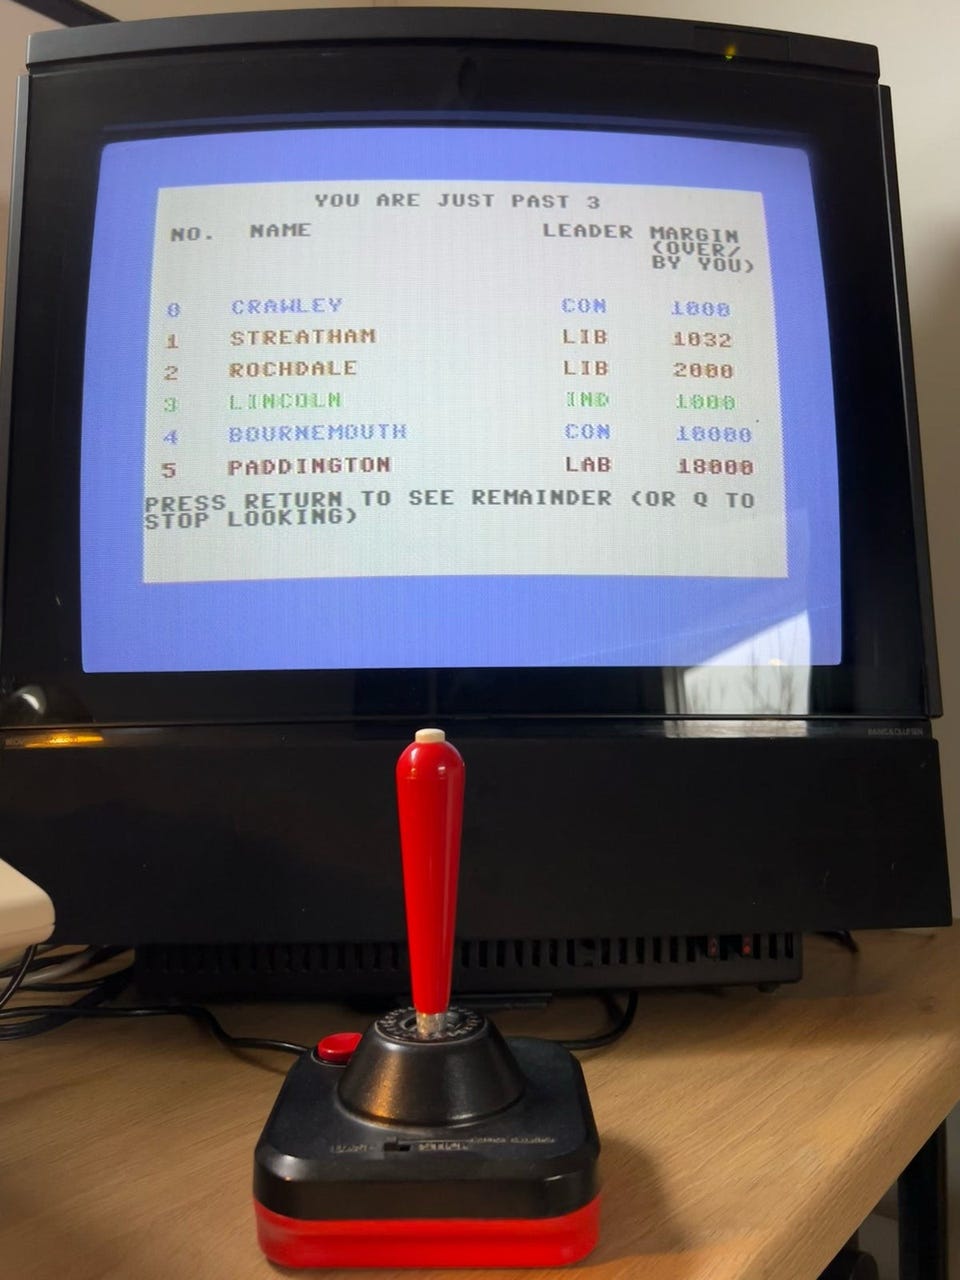 YOU ARE JUST PAST 3
NO. NAME LEADER MARGIN
(OVER/
BY YOU)
0 CRAWLEY CON 1000
1 STREATHAM LIB 1032
2 ROCHDALE LIB 2000
3 LINCOLN IND 1000
4 BOURNEMOUTH CON 10000
5 PADDINGTON LAB 18000
PRESS RETURN TO SEE REMAINDER (OR Q TO
STOP LOOKING)
BANG & OLUFSEN